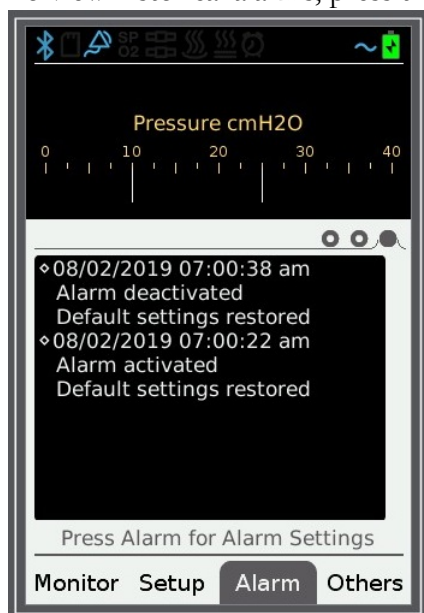 SP
O2
Pressure cmH2O
0 10 20 30 40
08/02/2019 07:00:38 am
Alarm deactivated
Default settings restored
08/02/2019 07:00:22 am
Alarm activated
Default settings restored
Press Alarm for Alarm Settings
Monitor Setup Alarm Others